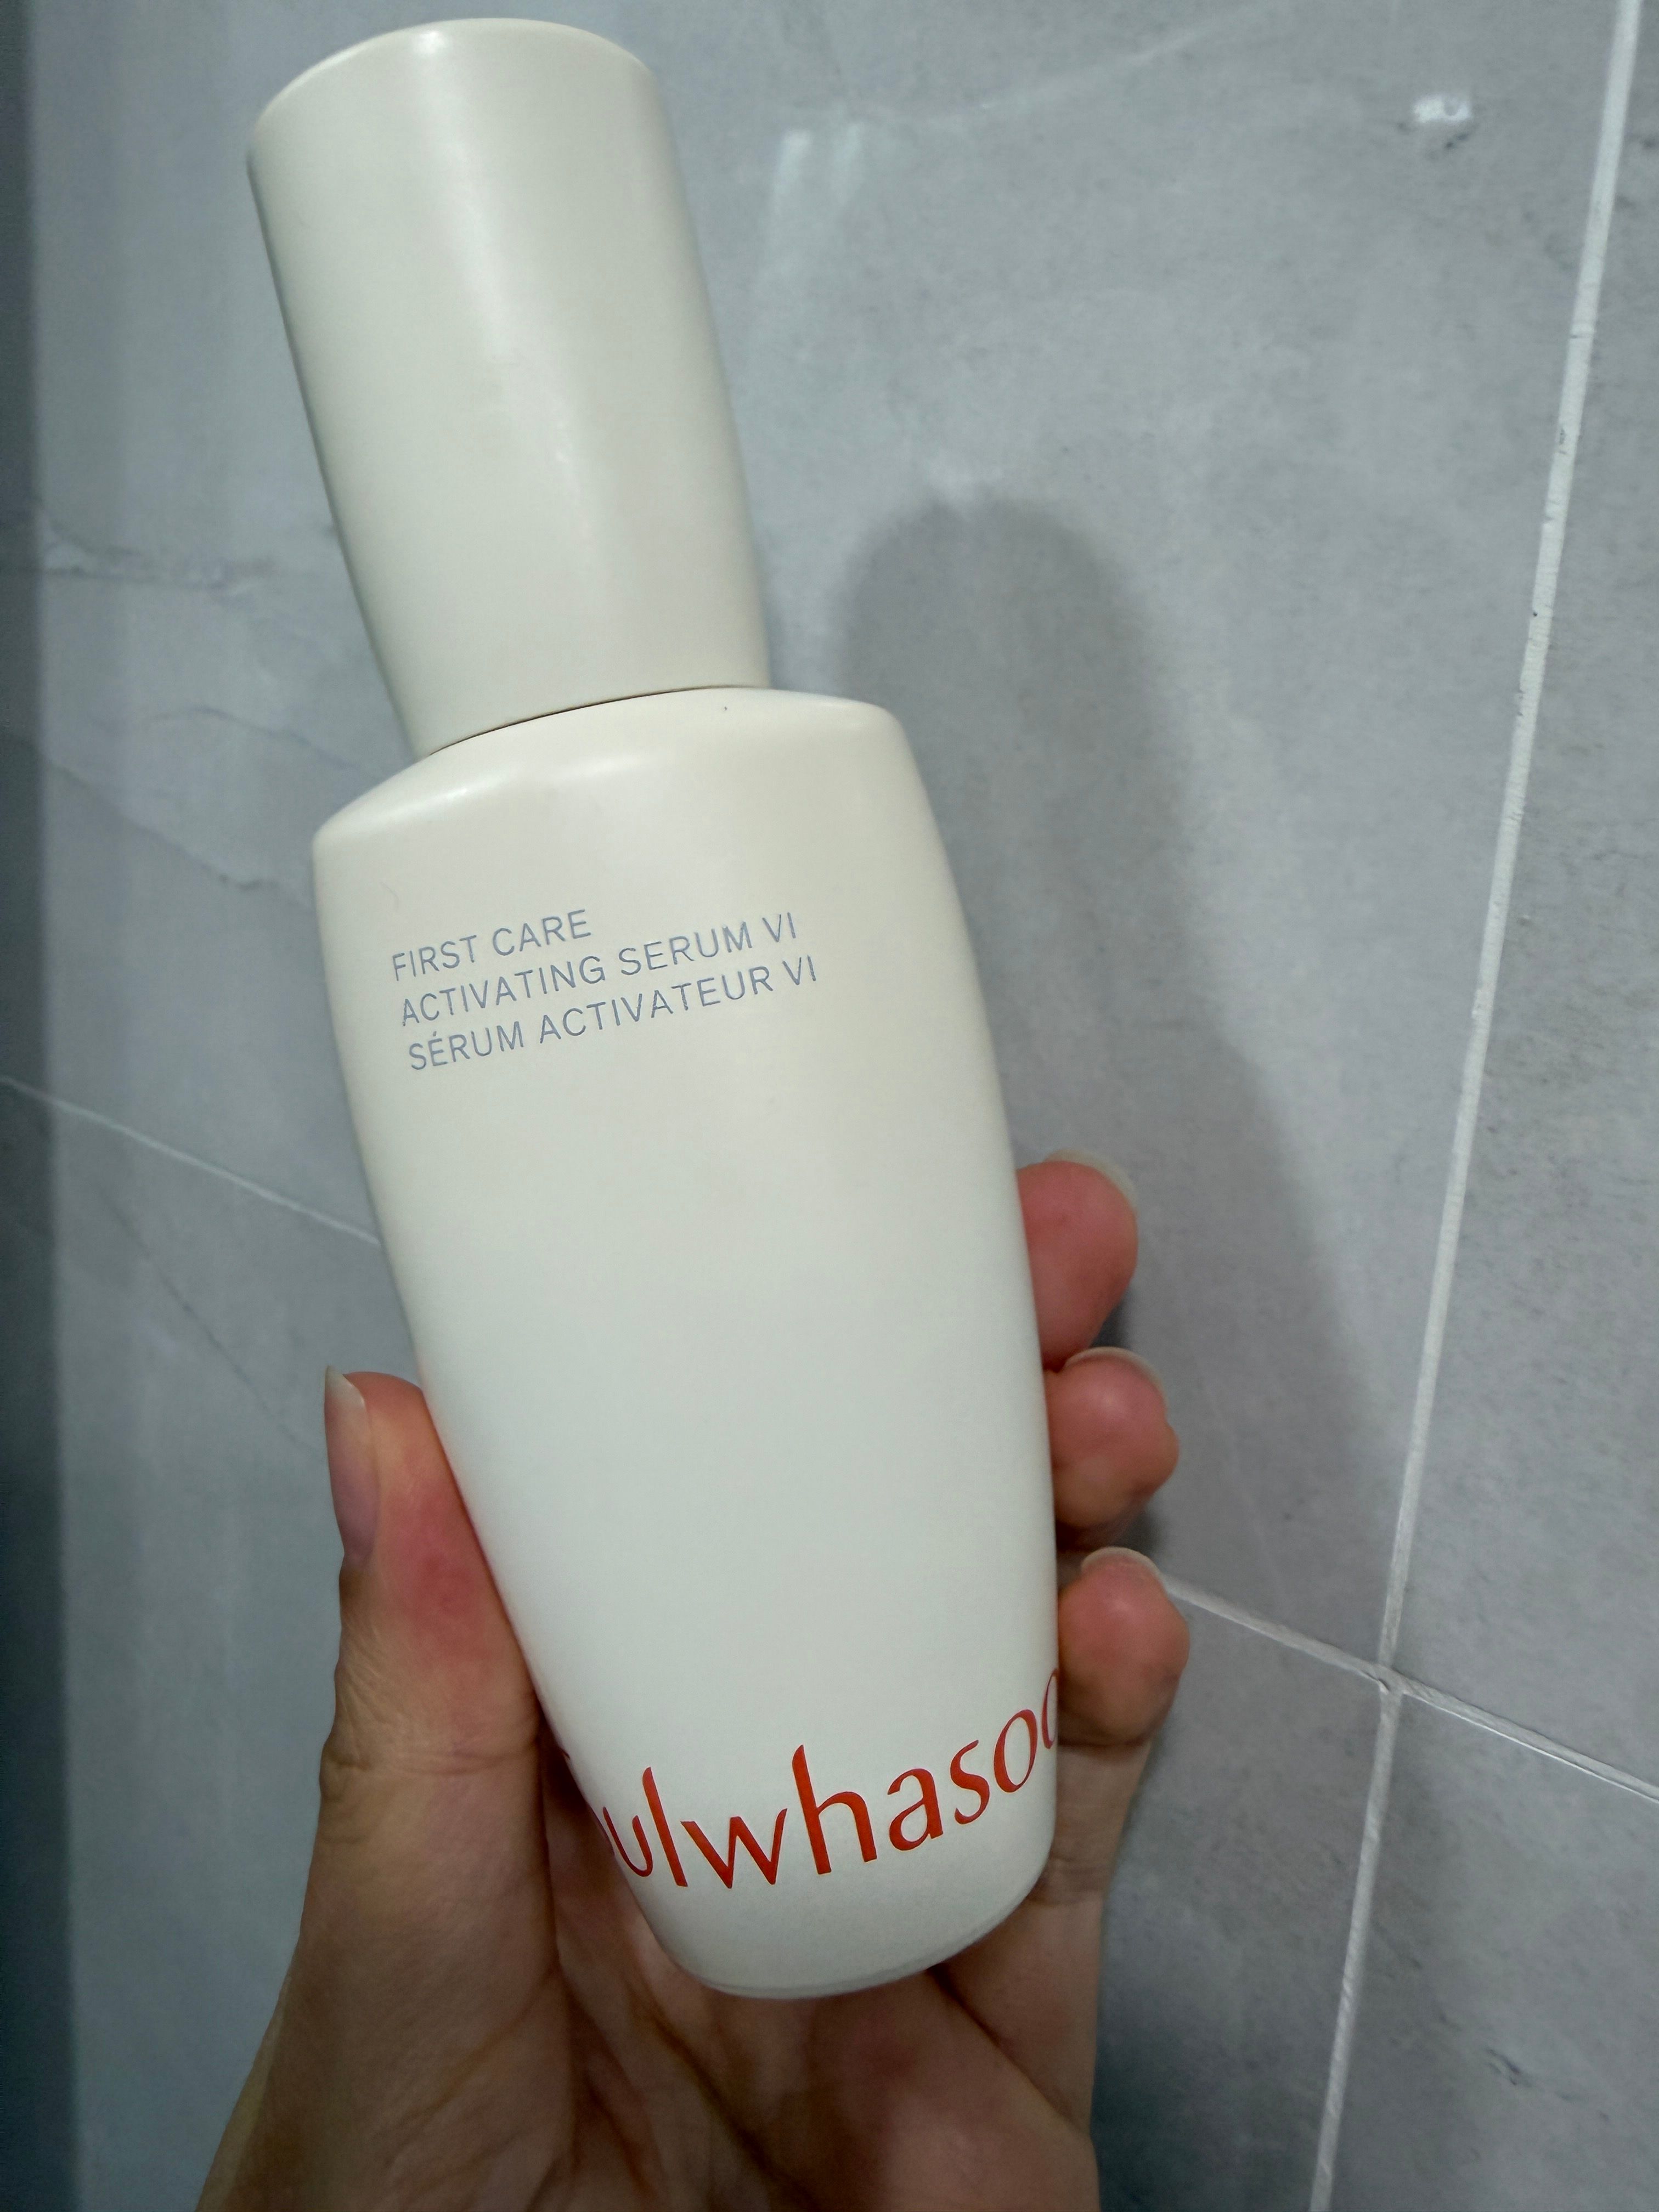 FIRST CARE
ACTIVATING SERUM VI
SÉRUM ACTIVATEUR VI
ulwhasoo